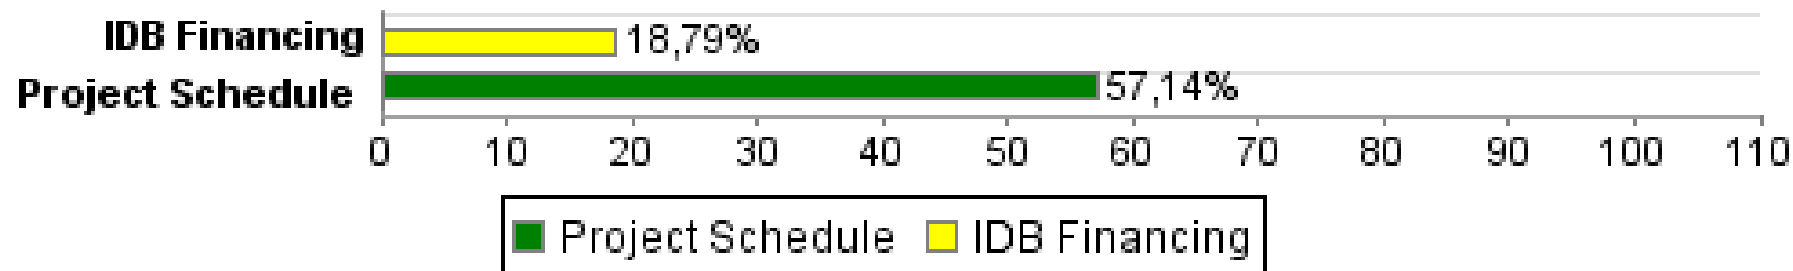 IDB Financing 18,79%
Project Schedule 57,14%
0 10 20 30 40 50 60 70 80 90 100 110
Project Schedule IDB Financing